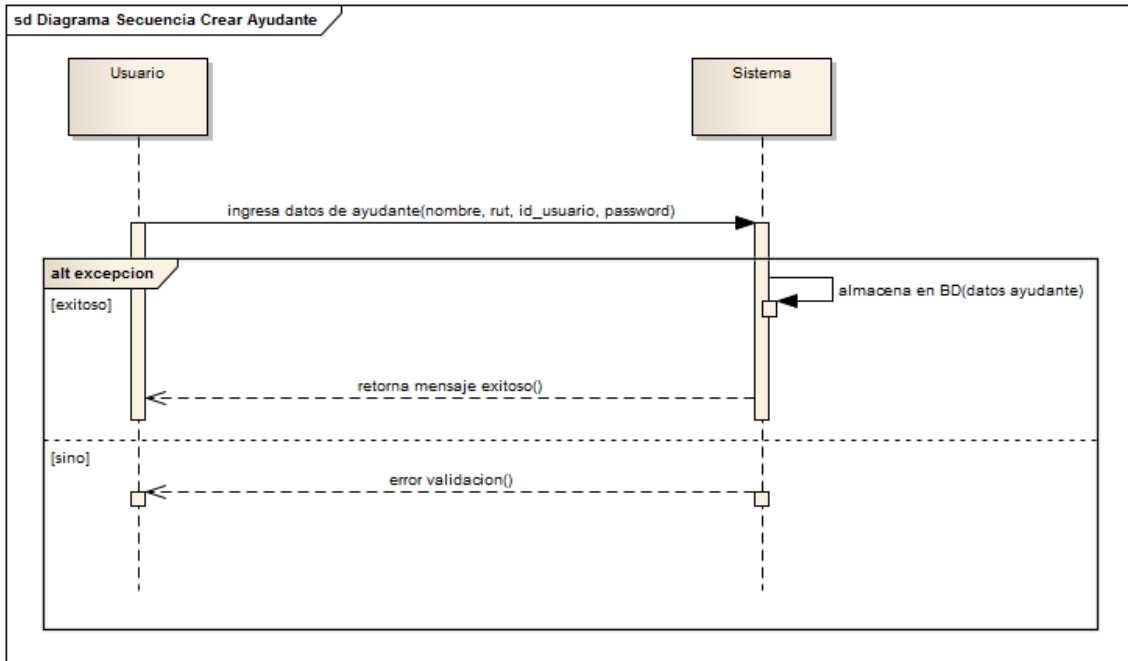 sd Diagrama Secuencia Crear Ayudante
Usuario
Sistema
ingresa datos de ayudante(nombre, rut, id_usuario, password)
alt excepcion
[exitoso]
almacena en BD(datos ayudante)
retorna mensaje exitoso()
[sino]
error validacion()